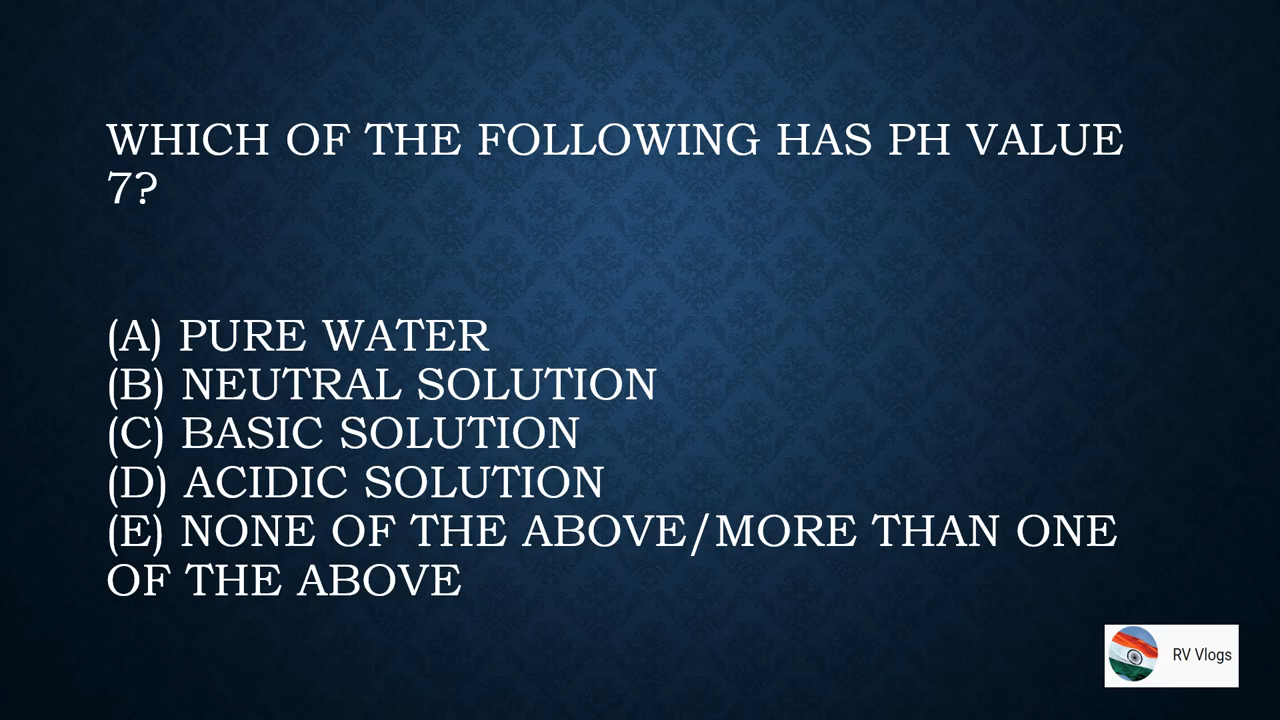 WHICH OF THE FOLLOWING HAS PH VALUE
7?
(A) PURE WATER
(B) NEUTRAL SOLUTION
(C) BASIC SOLUTION
(D) ACIDIC SOLUTION
(E) NONE OF THE ABOVE/MORE THAN ONE
OF THE ABOVE
RV Vlogs